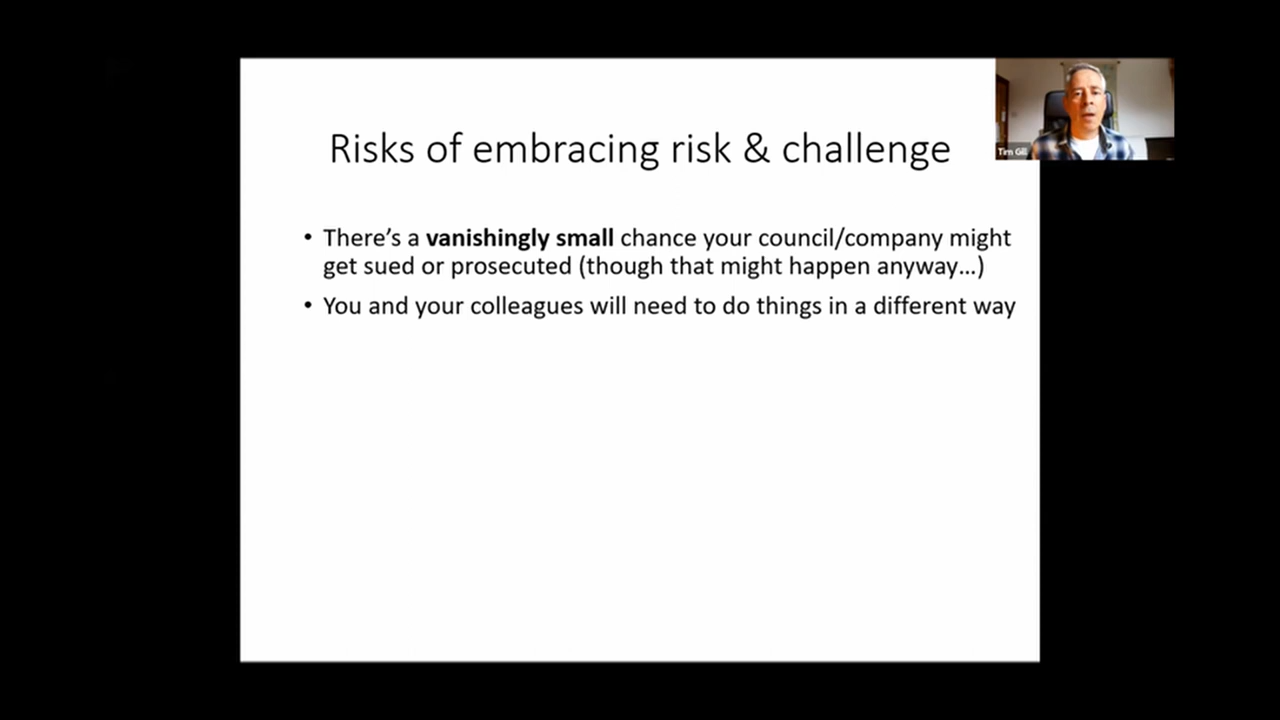 Risks of embracing risk & challenge
Tim Gill
• There's a vanishingly small chance your council/company might
get sued or prosecuted (though that might happen anyway…)
• You and your colleagues will need to do things in a different way